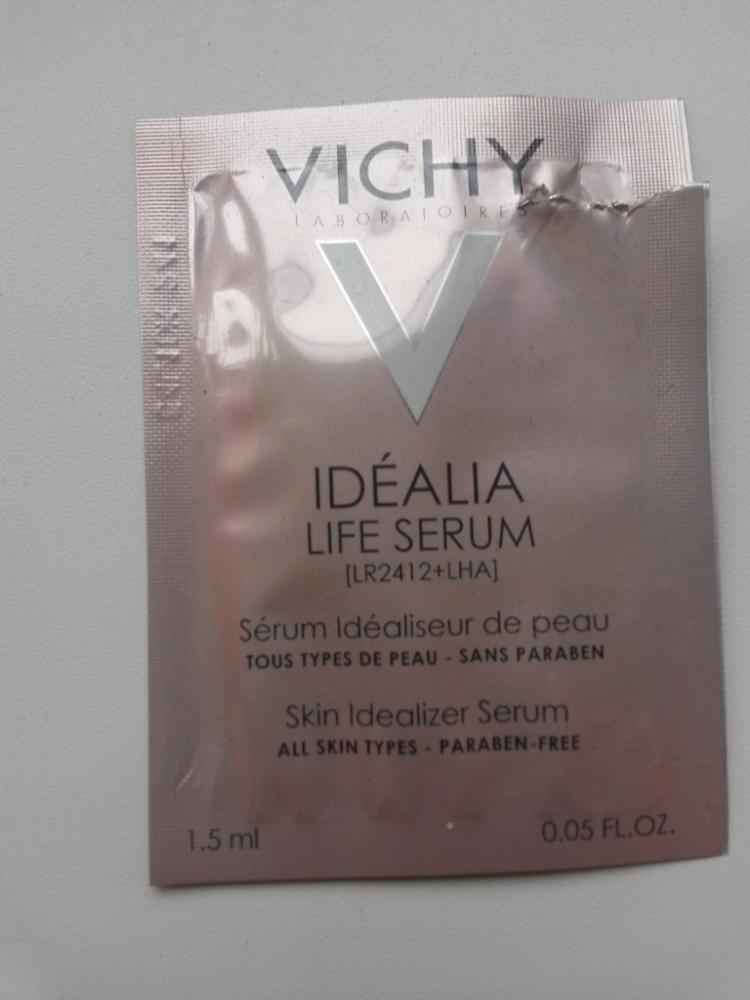 VICHY
LABORATOIRES
V
IDÉALIA
LIFE SERUM
[LR2412+LHA]
Sérum Idéaliseur de peau
TOUS TYPES DE PEAU - SANS PARABEN
Skin Idealizer Serum
ALL SKIN TYPES - PARABEN-FREE
1.5 ml 0.05 FL.OZ.